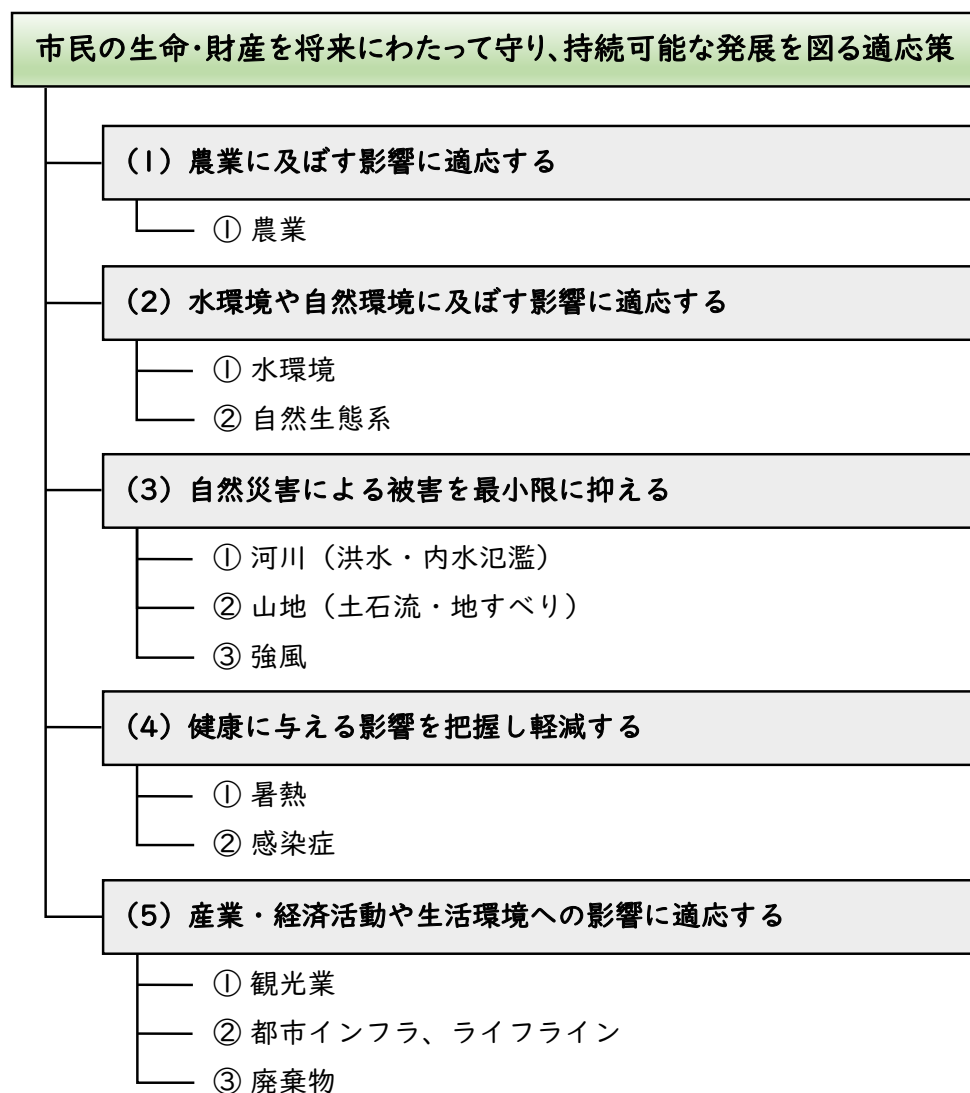 市民の生命・財産を将来にわたって守り、持続可能な発展を図る適応策
（1）農業に及ぼす影響に適応する
① 農業
（2）水環境や自然環境に及ぼす影響に適応する
① 水環境
② 自然生態系
（3）自然災害による被害を最小限に抑える
① 河川（洪水・内水氾濫）
② 山地（土石流・地すべり）
③ 強風
（4）健康に与える影響を把握し軽減する
① 暑熱
② 感染症
（5）産業・経済活動や生活環境への影響に適応する
① 観光業
② 都市インフラ、ライフライン
③ 廃棄物